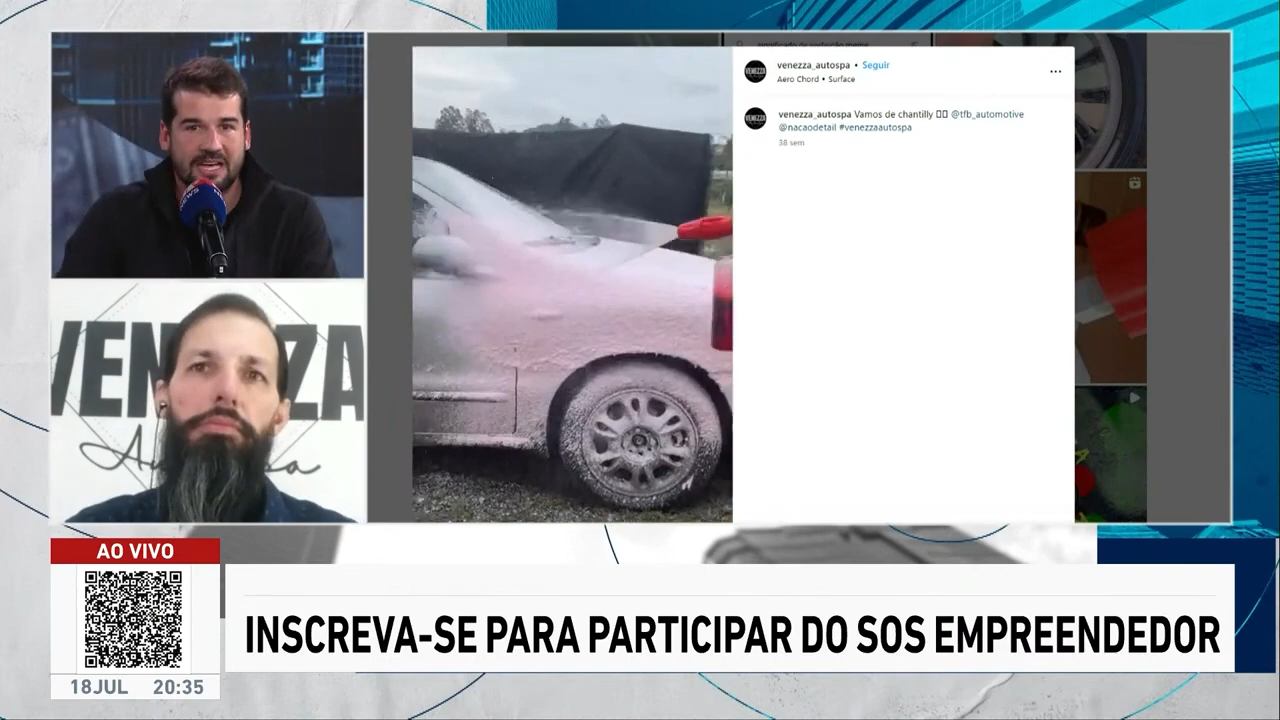 venezza_autospa • Seguir
Aero Chord • Surface
venezza_autospa Vamos de chantilly @tfb_automotive
@nacaodetail #venezzaautospa
38 sem
VENEZZA
AO VIVO
18JUL 20:35
INSCREVA-SE PARA PARTICIPAR DO SOS EMPREENDEDOR